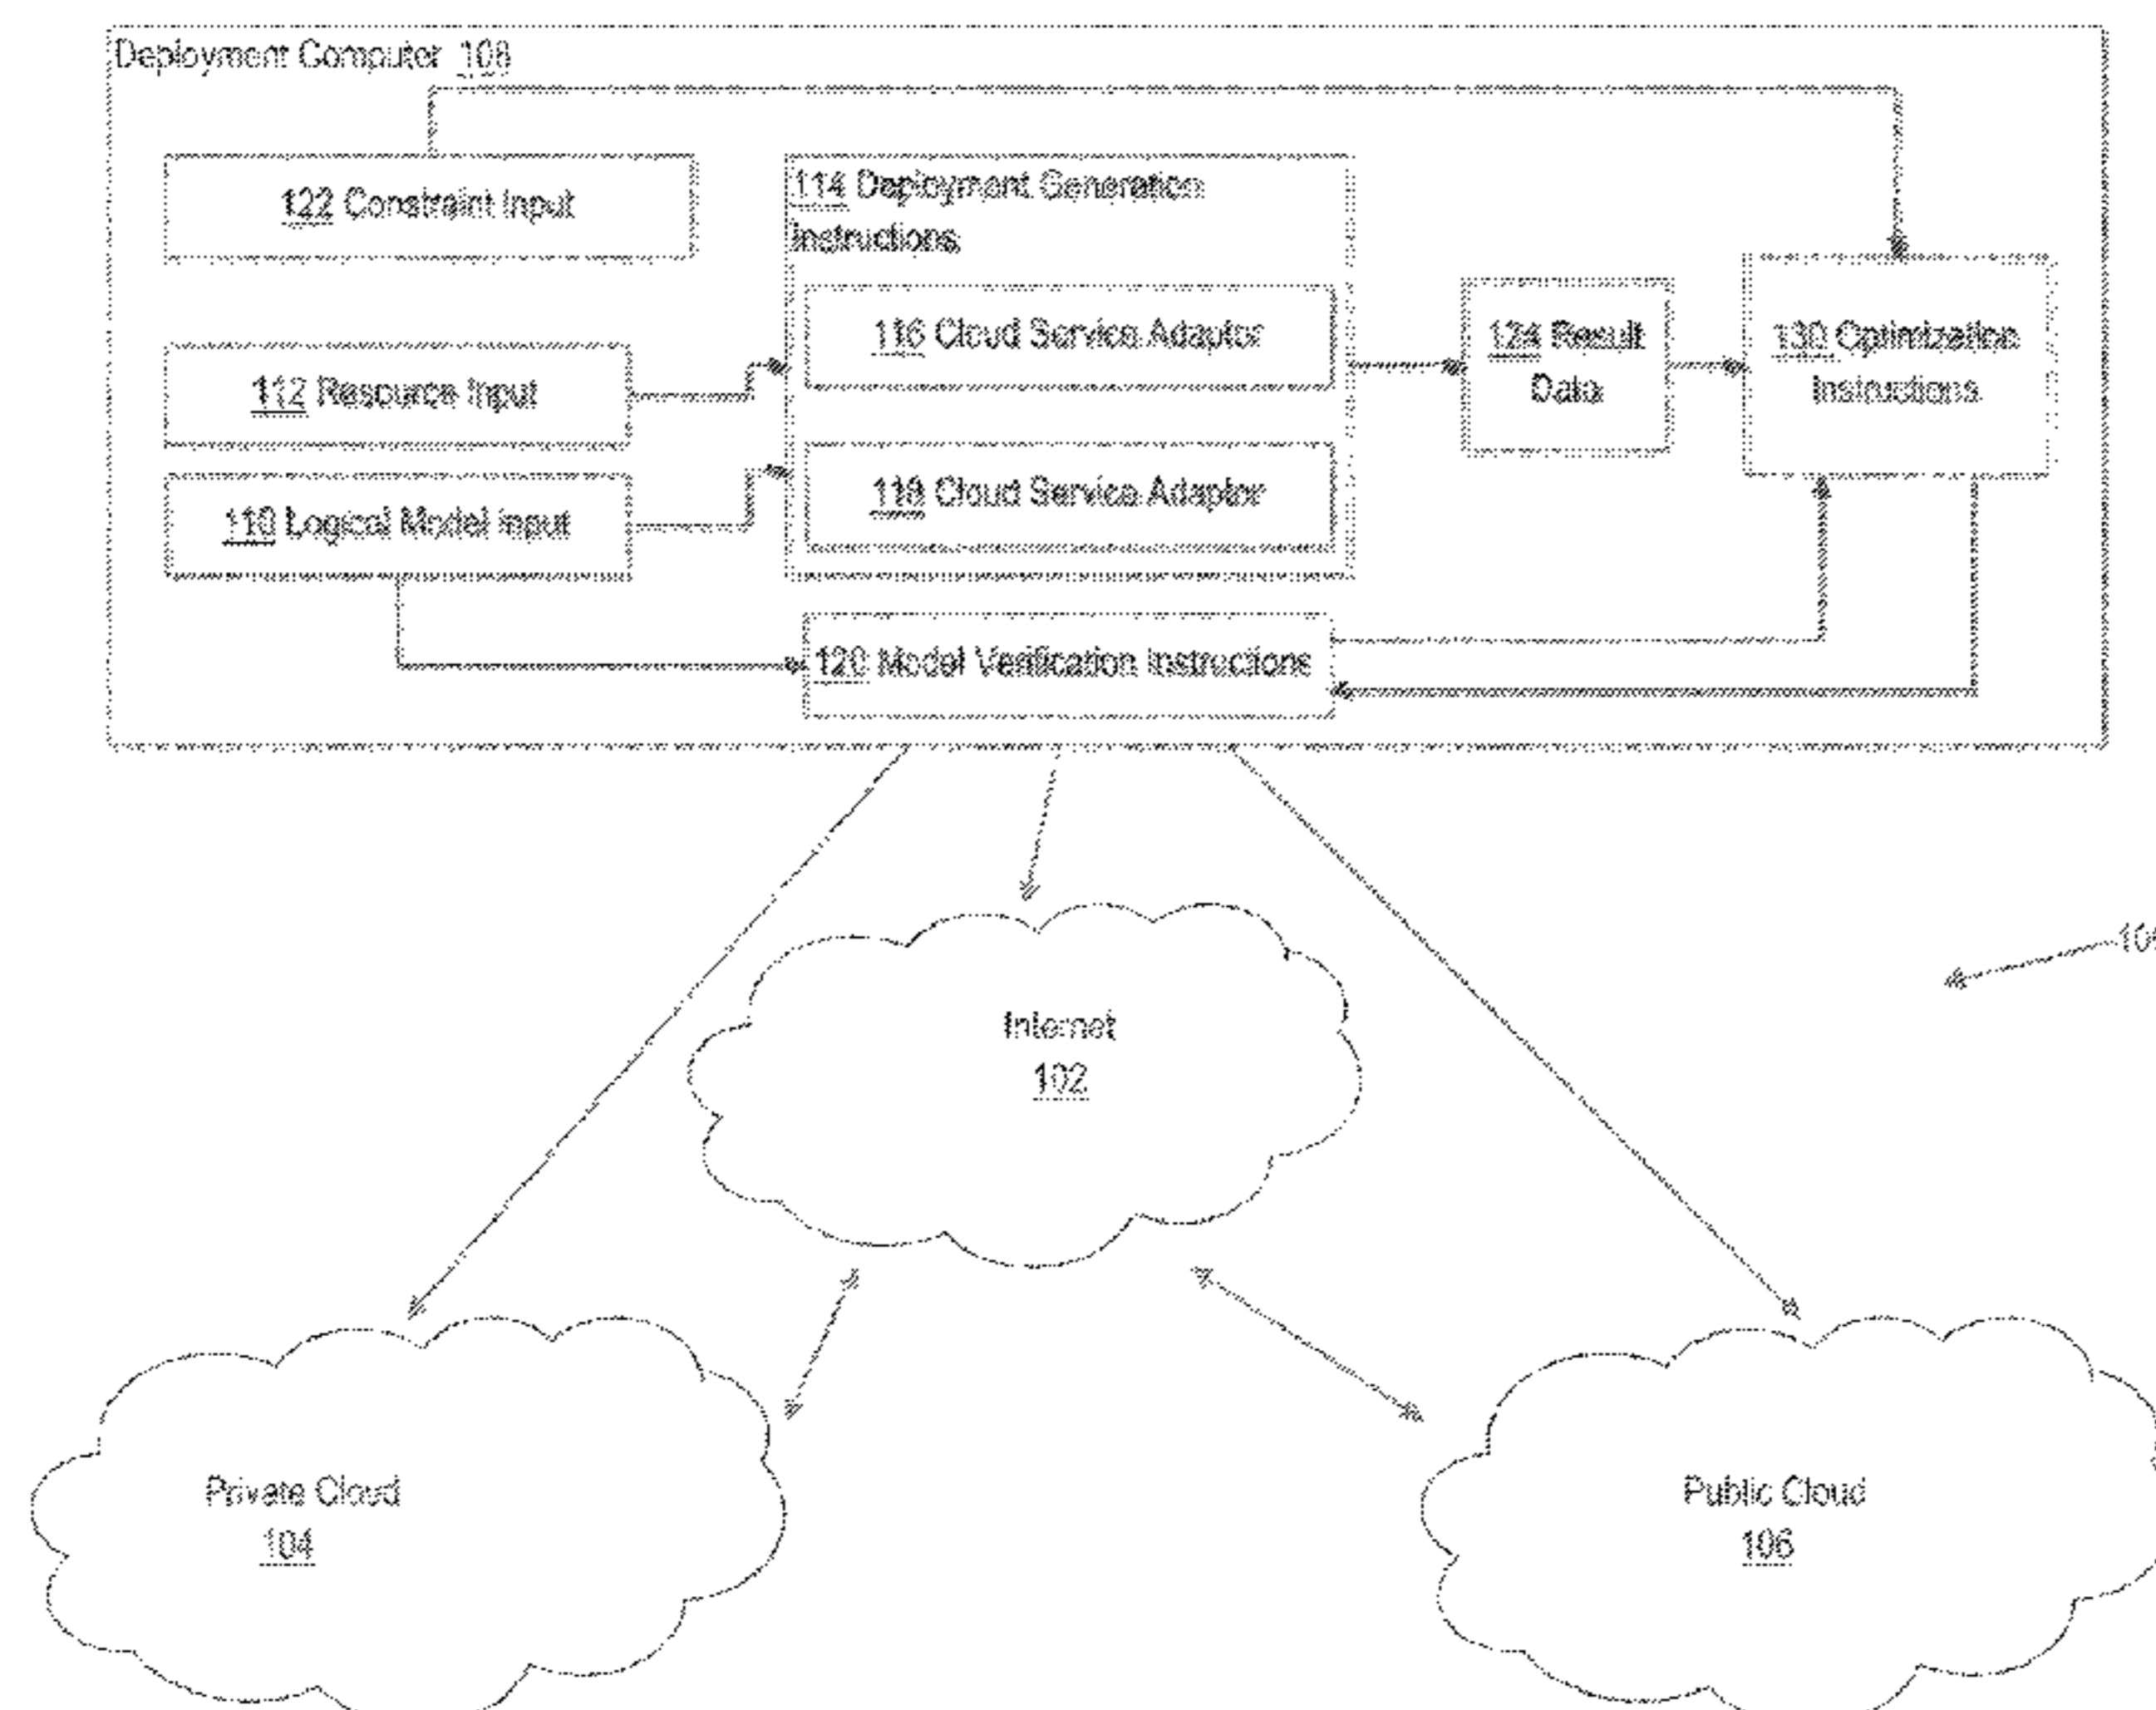 Deployment Computer 108
122 Constraint Input
114 Deployment Generation
Instructions
116 Cloud Service Adaptor
124 Result
Data
130 Optimization
Instructions
112 Resource Input
118 Cloud Service Adaptor
110 Logical Model Input
120 Model Verification Instructions
Internet
102
Private Cloud
104
Public Cloud
106